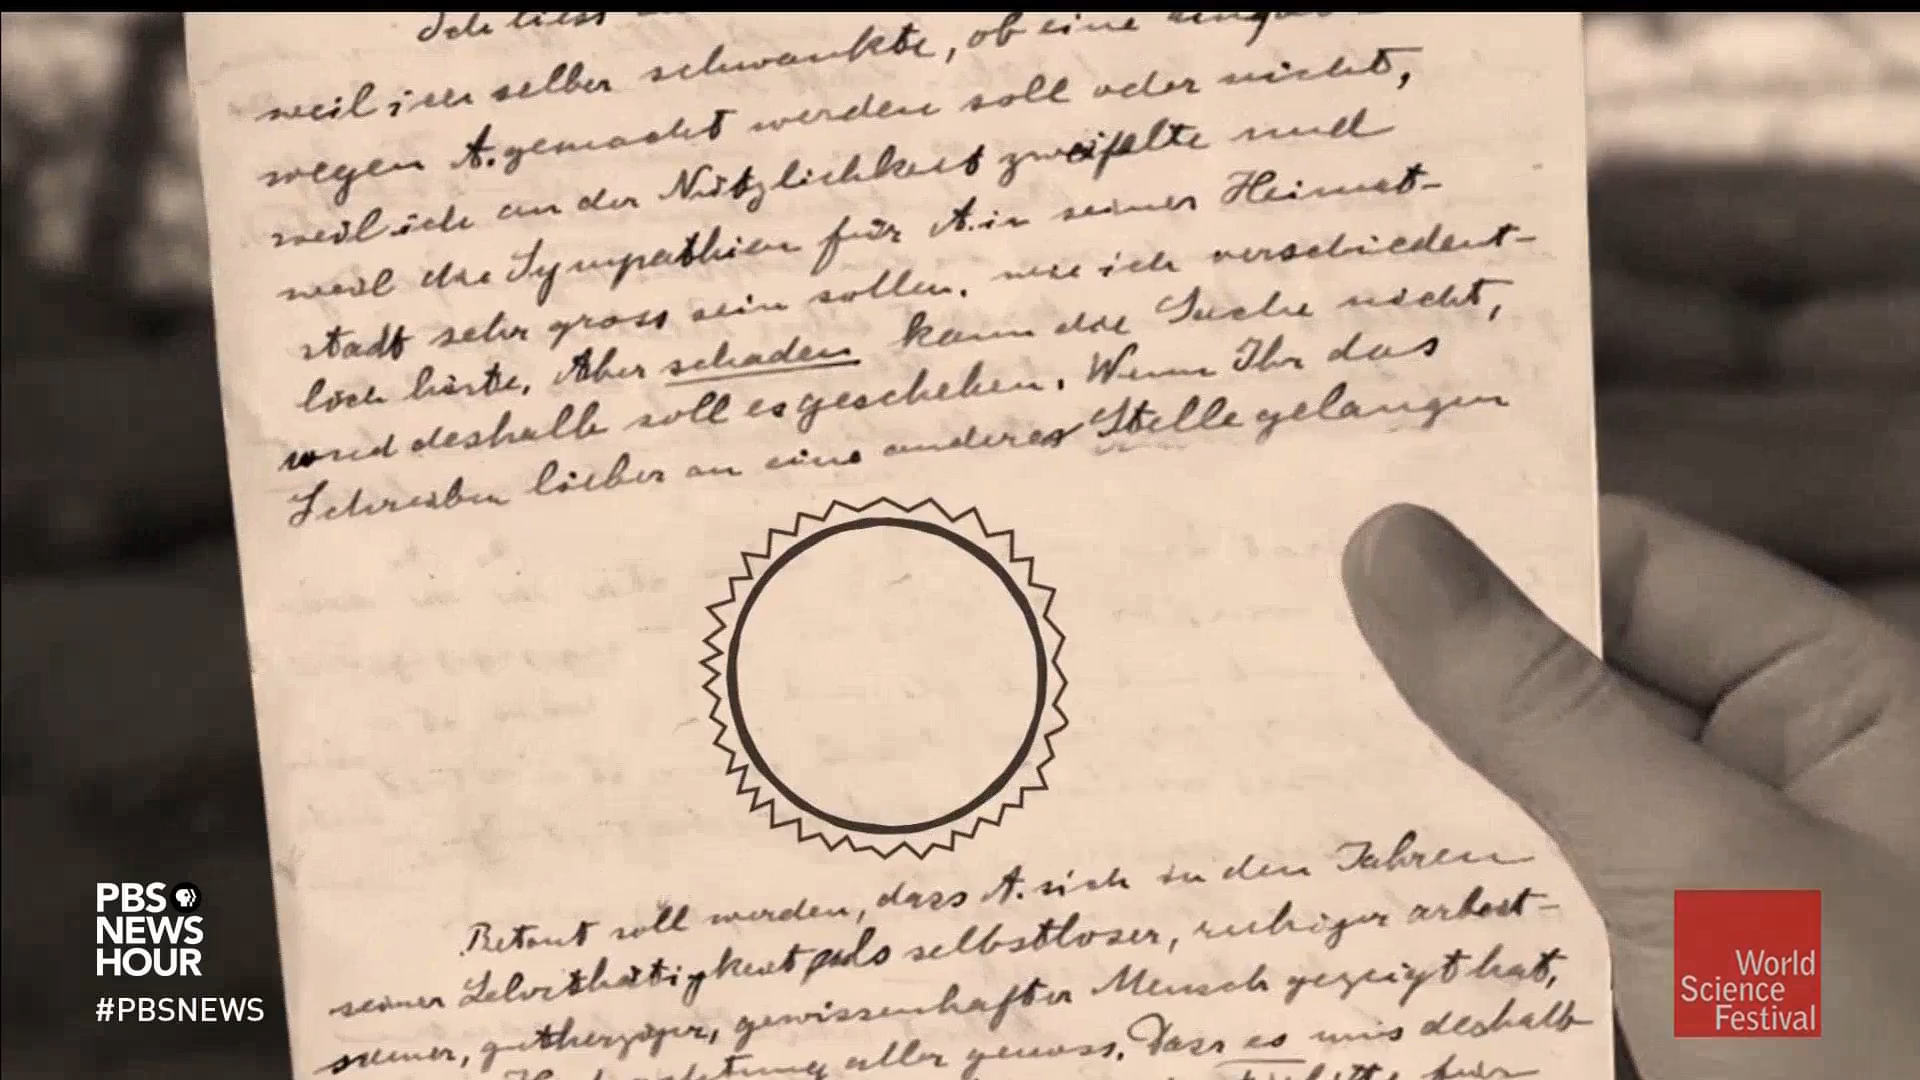 Ich liess
weil ich selber schwankte, ob eine
wegen A. gemacht werden soll oder nicht,
weil ich an der Nützlichkeit zweifelte und
weil die Sympathien für A. in seiner Heimat-
stadt sehr gross sein sollen, wie ich verschiedent-
lich hörte. Aber schaden kann die Sache nicht,
und deshalb soll es geschehen. Wenn Ihr das
Schreiben lieber an eine andere Stelle gelangen
Betont soll werden, dass A. sich in den Jahren
seiner Lehrthätigkeit als selbstloser, ruhiger arbeit-
samer, gutherziger, gewissenhafter Mensch gezeigt hat,
aller genoss. Dass es uns deshalb
für
PBS
NEWS
HOUR
#PBSNEWS
World
Science
Festival